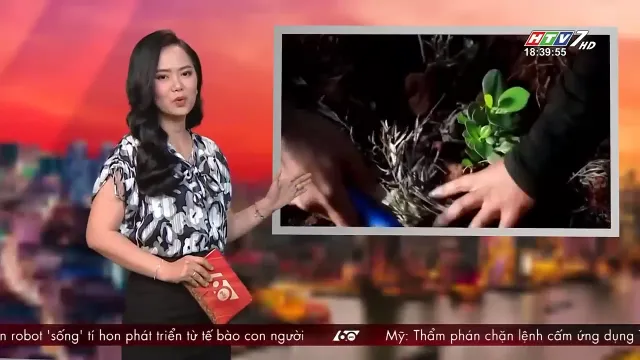 HTV7 HD
18:39:55
n robot 'sống' tí hon phát triển từ tế bào con người
60
Mỹ: Thẩm phán chặn lệnh cấm ứng dụng